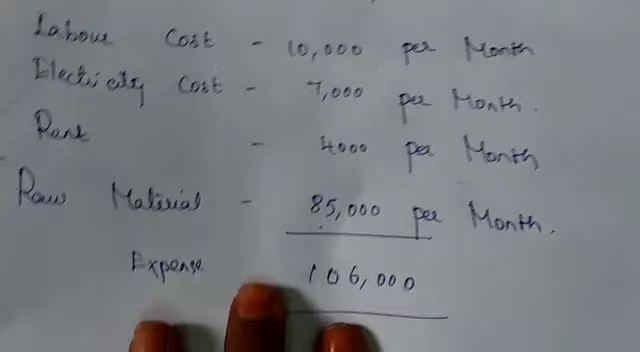 Labour Cost - 10,000 per Month
Electricity Cost - 7,000 per Month.
Rent - 4000 per Month
Raw Material - 85,000 per Month.
Expense 106,000